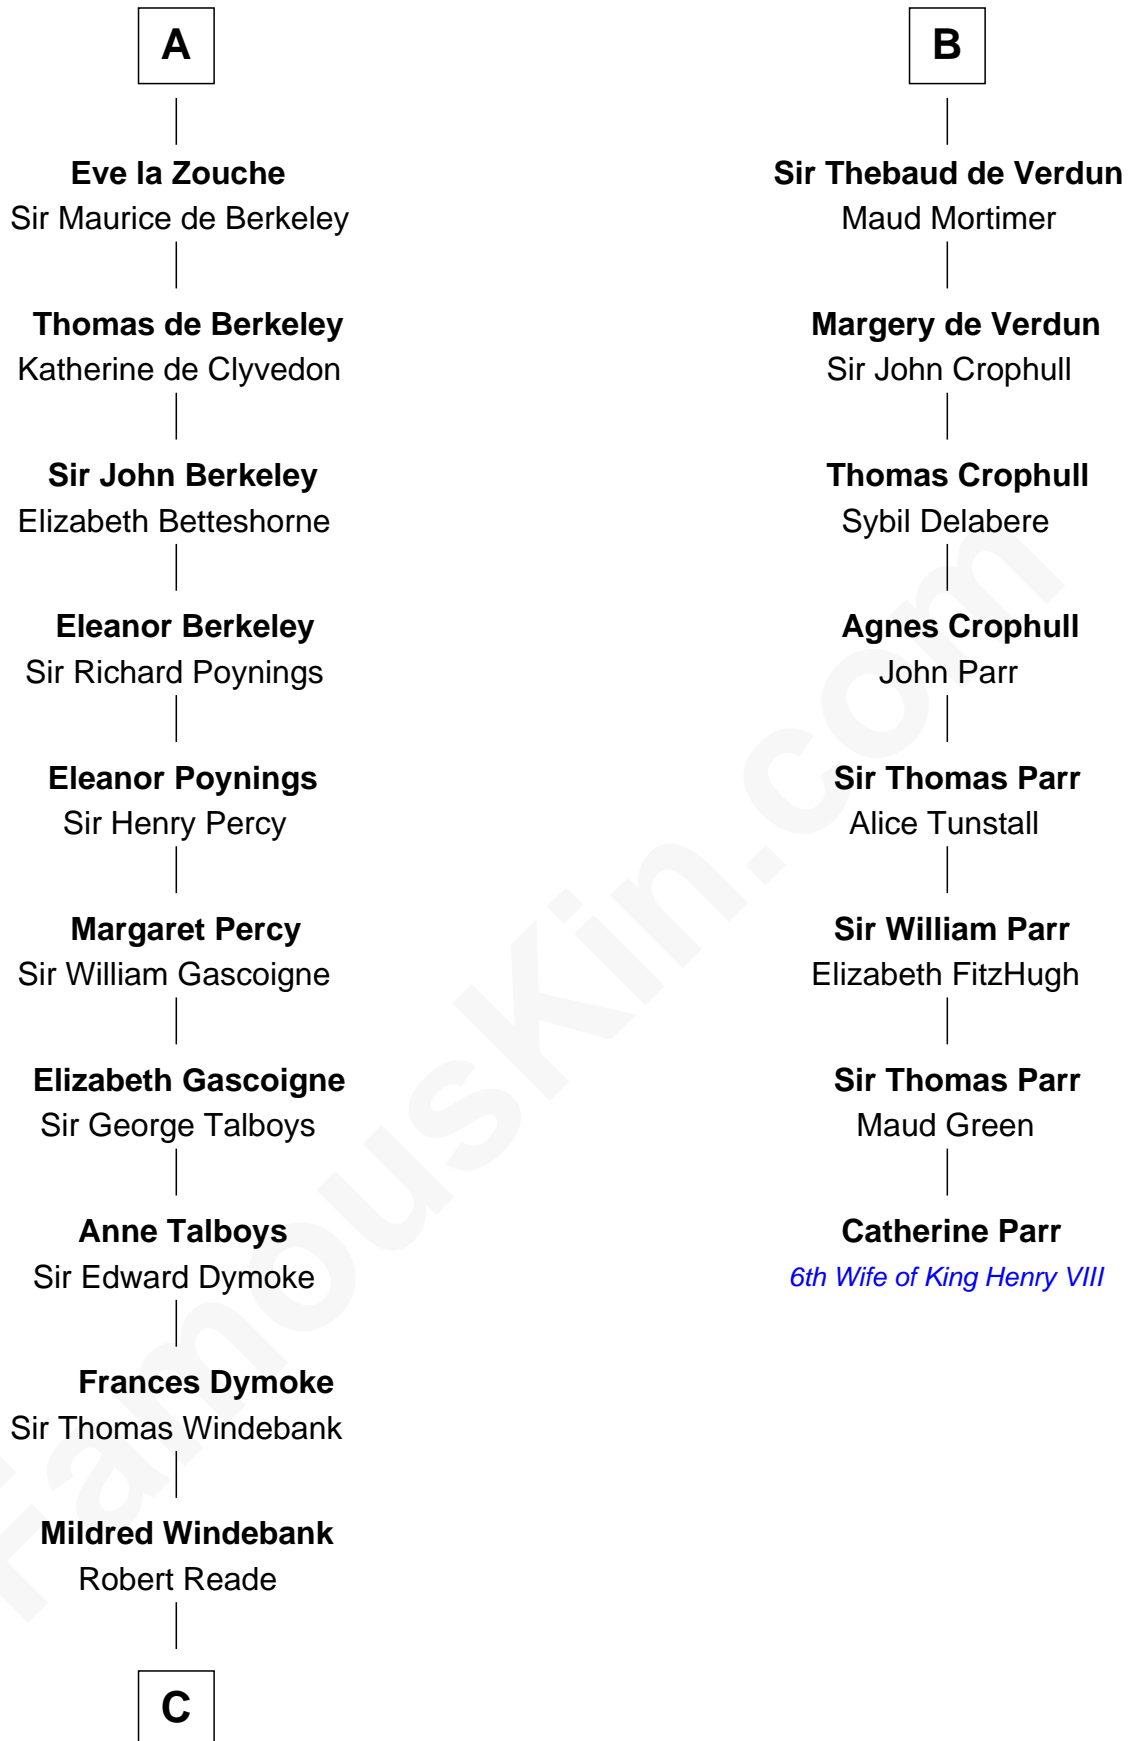 A
Eve la Zouche
Sir Maurice de Berkeley
Thomas de Berkeley
Katherine de Clyvedon
Sir John Berkeley
Elizabeth Betteshorne
Eleanor Berkeley
Sir Richard Poynings
Eleanor Poynings
Sir Henry Percy
Margaret Percy
Sir William Gascoigne
Elizabeth Gascoigne
Sir George Talboys
Anne Talboys
Sir Edward Dymoke
Frances Dymoke
Sir Thomas Windebank
Mildred Windebank
Robert Reade
C
B
Sir Thebaud de Verdun
Maud Mortimer
Margery de Verdun
Sir John Crophull
Thomas Crophull
Sybil Delabere
Agnes Crophull
John Parr
Sir Thomas Parr
Alice Tunstall
Sir William Parr
Elizabeth FitzHugh
Sir Thomas Parr
Maud Green
Catherine Parr
6th Wife of King Henry VIII
FamousKin.com